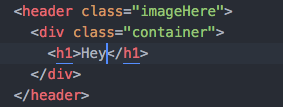 <header class="imageHere">
<div class="container">
<h1>Hey</h1>
</div>
</header>